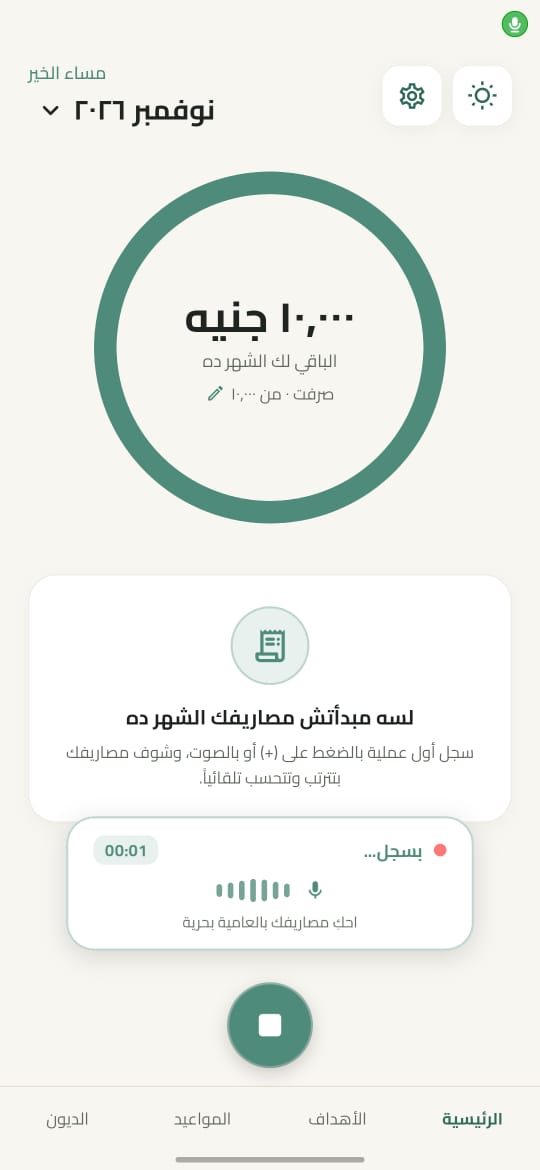 مساء الخير
نوفمبر ٢٠٢٦
١٠,٠٠٠ جنيه
الباقي لك الشهر ده
صرفت ٠ من ١٠,٠٠٠
لسه مبدأتش مصاريفك الشهر ده
سجل أول عملية بالضغط على (+) أو بالصوت، وشوف مصاريفك
بتترتب وتتحسب تلقائياً.
بسجل...
00:01
احكِ مصاريفك بالعامية بحرية
الرئيسية
الأهداف
المواعيد
الديون